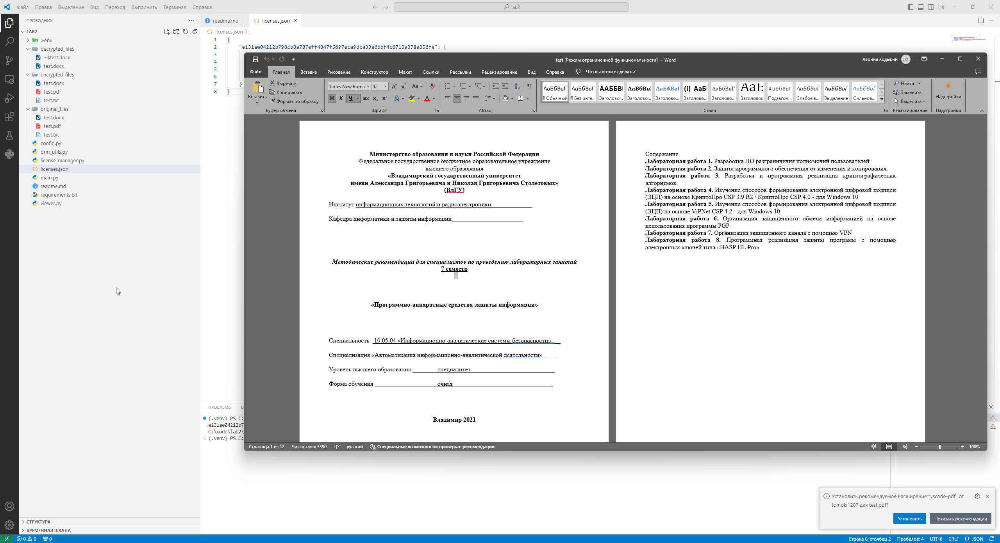 Файл Правка Выделение Вид Переход Выполнить Терминал Справка
lab2
ПРОВОДНИК
LAB2
.venv
decrypted_files
~$test.docx
test.docx
encrypted_files
test.docx
test.pdf
test.txt
original_files
test.docx
test.pdf
test.txt
config.py
drm_utils.py
license_manager.py
licenses.json
main.py
readme.md
requirements.txt
viewer.py
СТРУКТУРА
ВРЕМЕННАЯ ШКАЛА
readme.md licenses.json
licenses.json > ...
1 {
2 "e131ae04212b798cb8a787eff4847f5697eca9dca33a6bbf4c6713a378a356fe": {
3
4
5
6
7 }
8 }
test [Режим ограниченной функциональности] - Word
Леонид Ходыкин ЛХ
Файл Главная Вставка Рисование Конструктор Макет Ссылки Рассылки Рецензирование Вид Справка Что вы хотите сделать?
Вставить
Вырезать
Копировать
Формат по образцу
Буфер обмена
Times New Roma 12
Шрифт
Абзац
АаБбВвГ АаБбВвГ ААББВ АаБбВв АаБбВвІ (i) АаБ АаБбВвГ АаЬ АаБбВвГ АаБбВвГ АаБбВвГ АаБбВвГ
¶ Обычный ¶ Без инте... Заголово... Заголово... Заголово... Заголово... Заголово... Заголовок Подзагол... Слабое в... Выделение Сильное...
Стили
Найти
Заменить
Выделить
Редактирование
Надстройки
Надстройки
Министерство образования и науки Российской Федерации
Федеральное государственное бюджетное образовательное учреждение
высшего образования
«Владимирский государственный университет
имени Александра Григорьевича и Николая Григорьевича Столетовых»
(ВлГУ)
Институт информационных технологий и радиоэлектроники
Кафедра информатики и защиты информации
Методические рекомендации для специалистов по проведению лабораторных занятий
7 семестр
«Программно-аппаратные средства защиты информации»
Специальность 10.05.04 «Информационно-аналитические системы безопасности»
Специализация «Автоматизация информационно-аналитической деятельности»
Уровень высшего образования специалитет
Форма обучения очная
Владимир 2021
Содержание
Лабораторная работа 1. Разработка ПО разграничения полномочий пользователей
Лабораторная работа 2. Защита программного обеспечения от изменения и копирования.
Лабораторная работа 3. Разработка и программная реализация криптографических
алгоритмов.
Лабораторная работа 4. Изучение способов формирования электронной цифровой подписи
(ЭЦП) на основе КриптоПро CSP 3.9 R2 / КриптоПро CSP 4.0 - для Windows 10
Лабораторная работа 5. Изучение способов формирования электронной цифровой подписи
(ЭЦП) на основе ViPNet CSP 4.2 - для Windows 10
Лабораторная работа 6. Организация защищенного обмена информацией на основе
использования программы PGP
Лабораторная работа 7. Организация защищенного канала с помощью VPN
Лабораторная работа 8. Программная реализация защиты программ с помощью
электронных ключей типа «HASP HL Pro»
Страница 1 из 12 Число слов: 3390 русский Специальные возможности: проверьте рекомендации 100%
ПРОБЛЕМЫ В
(.venv) PS C:
e131ae04212b7
C:\code\lab2\
(.venv) PS C:
Установить рекомендуемое Расширение "vscode-pdf" от
tomoki1207 для test.pdf?
Установить Показать рекомендации
0 0 0
Строка 8, столбец 2 Пробелов: 4 UTF-8 CRLF {} JSON